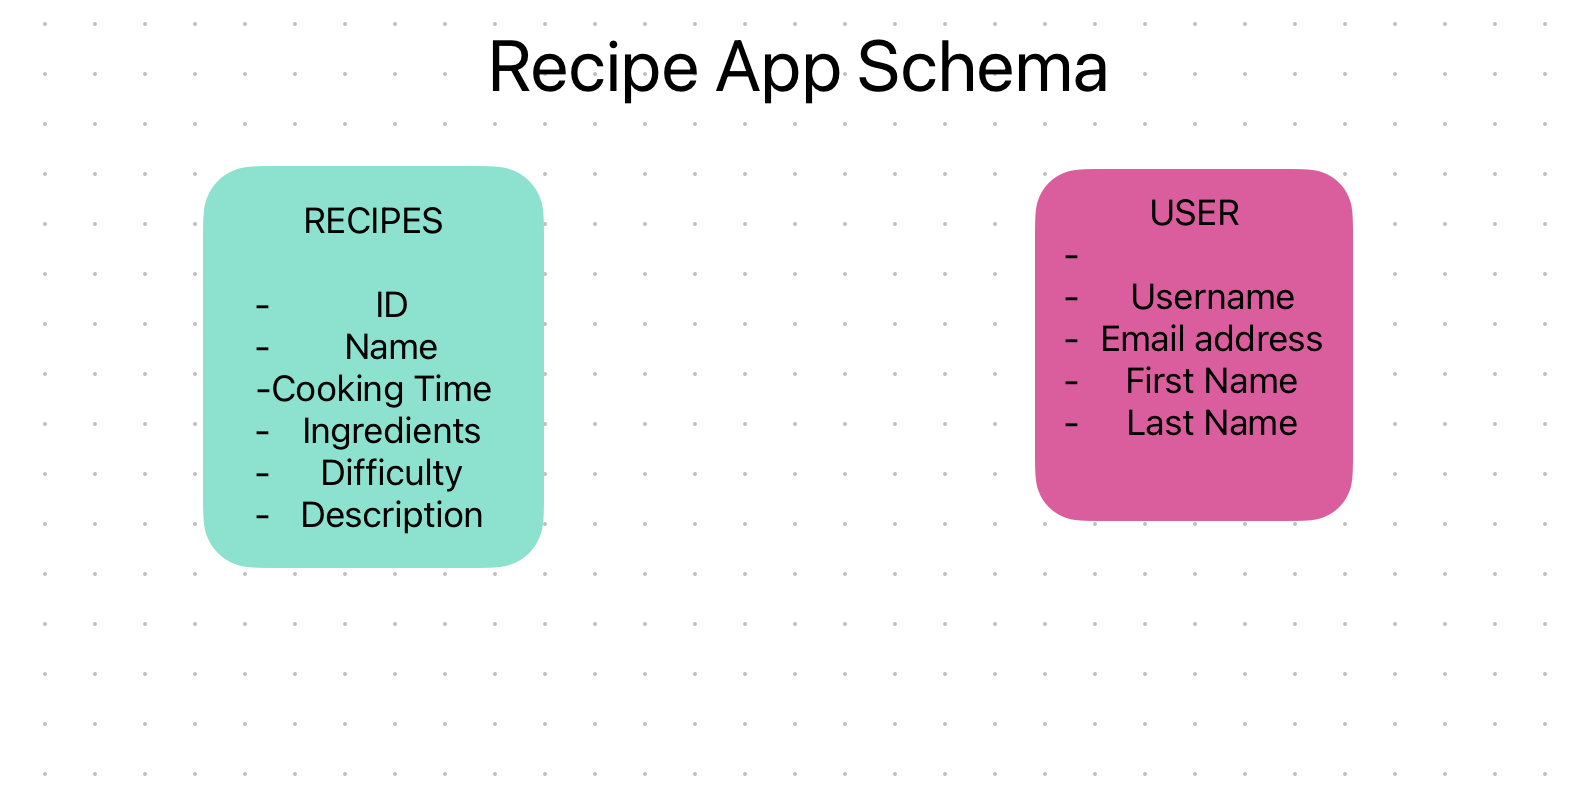 Recipe App Schema
RECIPES
- ID
- Name
-Cooking Time
- Ingredients
- Difficulty
- Description
USER
-
- Username
- Email address
- First Name
- Last Name